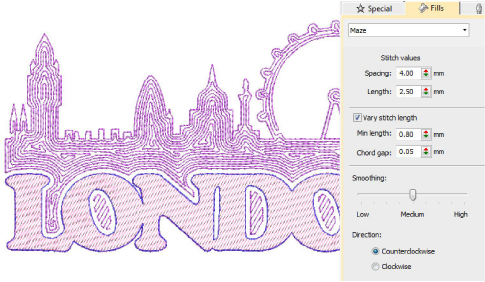 Special
Fills
Maze
Stitch values
Spacing: 4.00 mm
Length: 2.50 mm
Vary stitch length
Min length: 0.80 mm
Chord gap: 0.05 mm
Smoothing:
Low Medium High
Direction:
Counterclockwise
Clockwise
LONDO